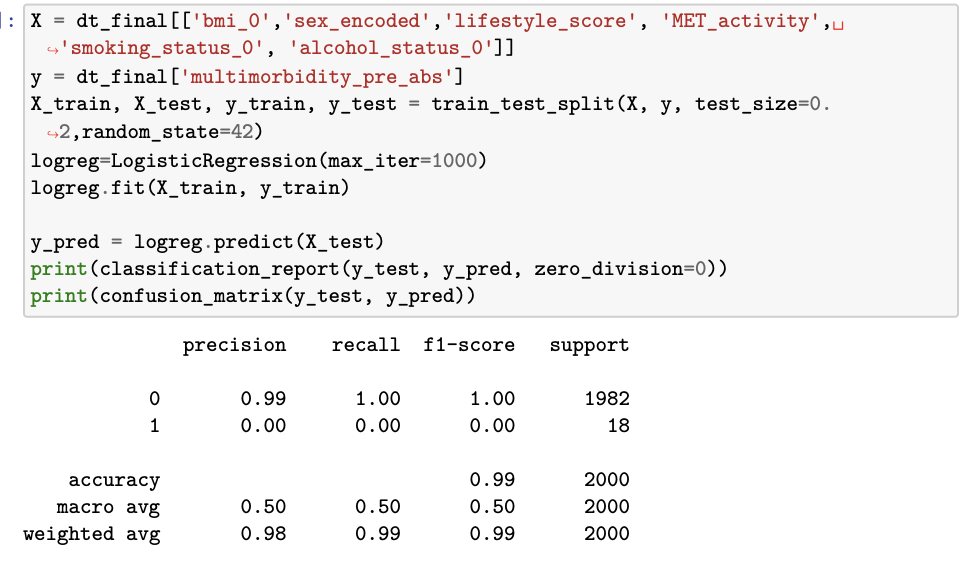 ]: X = dt_final[['bmi_0','sex_encoded','lifestyle_score', 'MET_activity',␣
↪'smoking_status_0', 'alcohol_status_0']]
y = dt_final['multimorbidity_pre_abs']
X_train, X_test, y_train, y_test = train_test_split(X, y, test_size=0.
↪2,random_state=42)
logreg=LogisticRegression(max_iter=1000)
logreg.fit(X_train, y_train)
y_pred = logreg.predict(X_test)
print(classification_report(y_test, y_pred, zero_division=0))
print(confusion_matrix(y_test, y_pred))
precision recall f1-score support
0 0.99 1.00 1.00 1982
1 0.00 0.00 0.00 18
accuracy 0.99 2000
macro avg 0.50 0.50 0.50 2000
weighted avg 0.98 0.99 0.99 2000